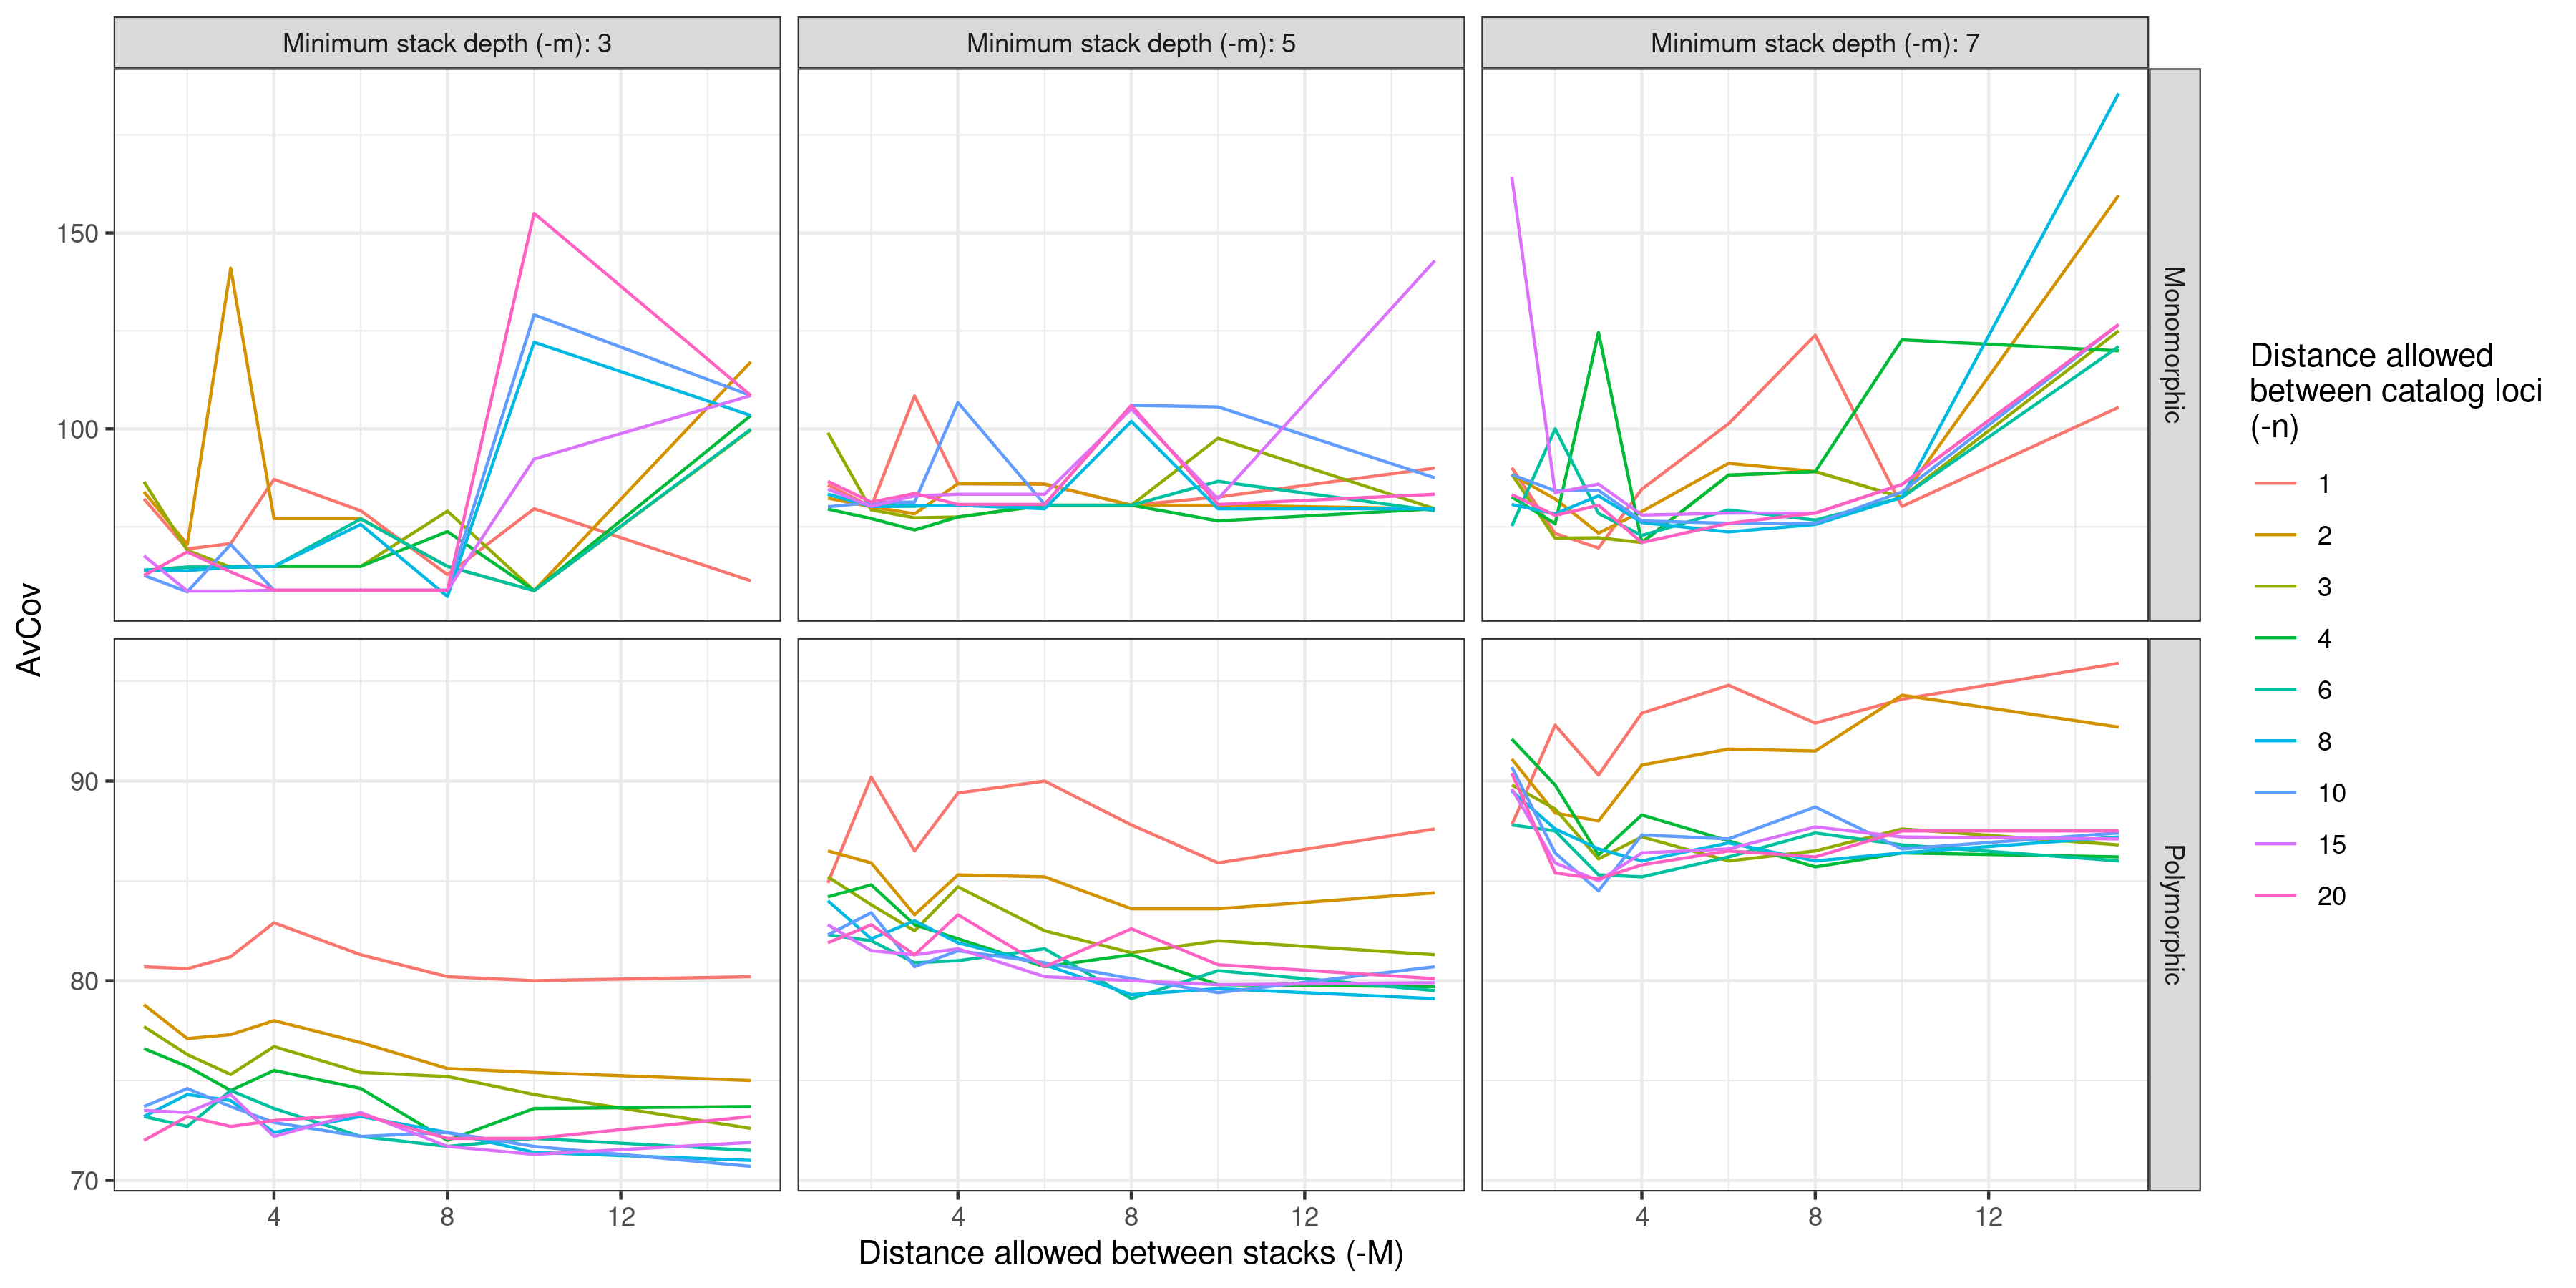 Minimum stack depth (-m): 3
Minimum stack depth (-m): 5
Minimum stack depth (-m): 7
150
100
Monomorphic
90
80
70
Polymorphic
AvCov
4
8
12
4
8
12
4
8
12
Distance allowed between stacks (-M)
Distance allowed
between catalog loci
(-n)
1
2
3
4
6
8
10
15
20